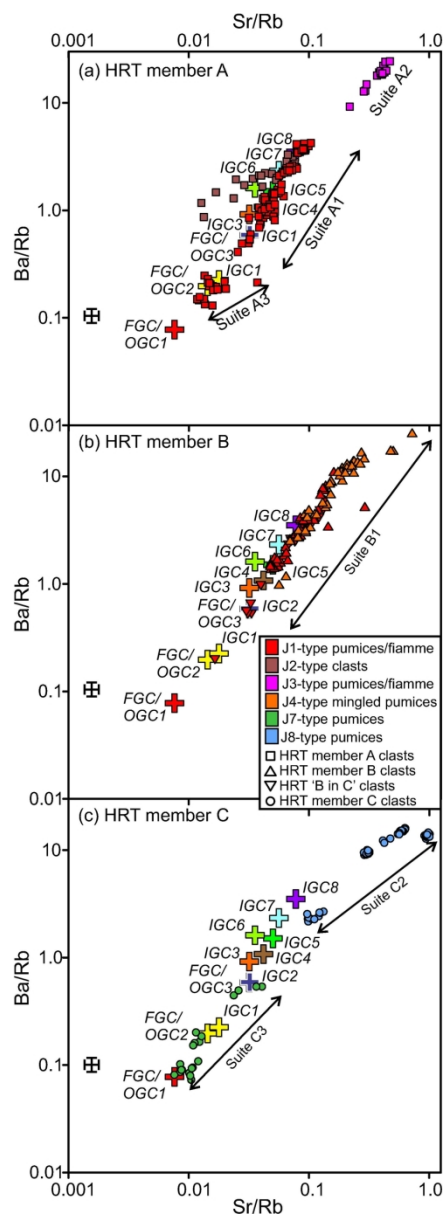 Sr/Rb
0.001 0.01 0.1 1.0
(a) HRT member A
Ba/Rb
10
1.0
0.1
0.01
IGC8
IGC7
IGC6
IGC5
IGC4
IGC3
FGC/
OGC3
IGC1
FGC/
OGC2
IGC1
FGC/
OGC1
Suite A2
Suite A1
Suite A3
(b) HRT member B
Ba/Rb
10
1.0
0.1
0.01
IGC8
IGC7
IGC6
IGC4
IGC5
IGC3
FGC/
OGC3
IGC2
IGC1
FGC/
OGC2
FGC/
OGC1
Suite B1
J1-type pumices/fiamme
J2-type clasts
J3-type pumices/fiamme
J4-type mingled pumices
J7-type pumices
J8-type pumices
HRT member A clasts
HRT member B clasts
HRT 'B in C' clasts
HRT member C clasts
(c) HRT member C
Ba/Rb
10
1.0
0.1
0.01
IGC8
IGC7
IGC6
IGC5
IGC3
IGC4
FGC/
OGC3
IGC2
IGC1
FGC/
OGC2
FGC/
OGC1
Suite C2
Suite C3
0.001 0.01 0.1 1.0
Sr/Rb